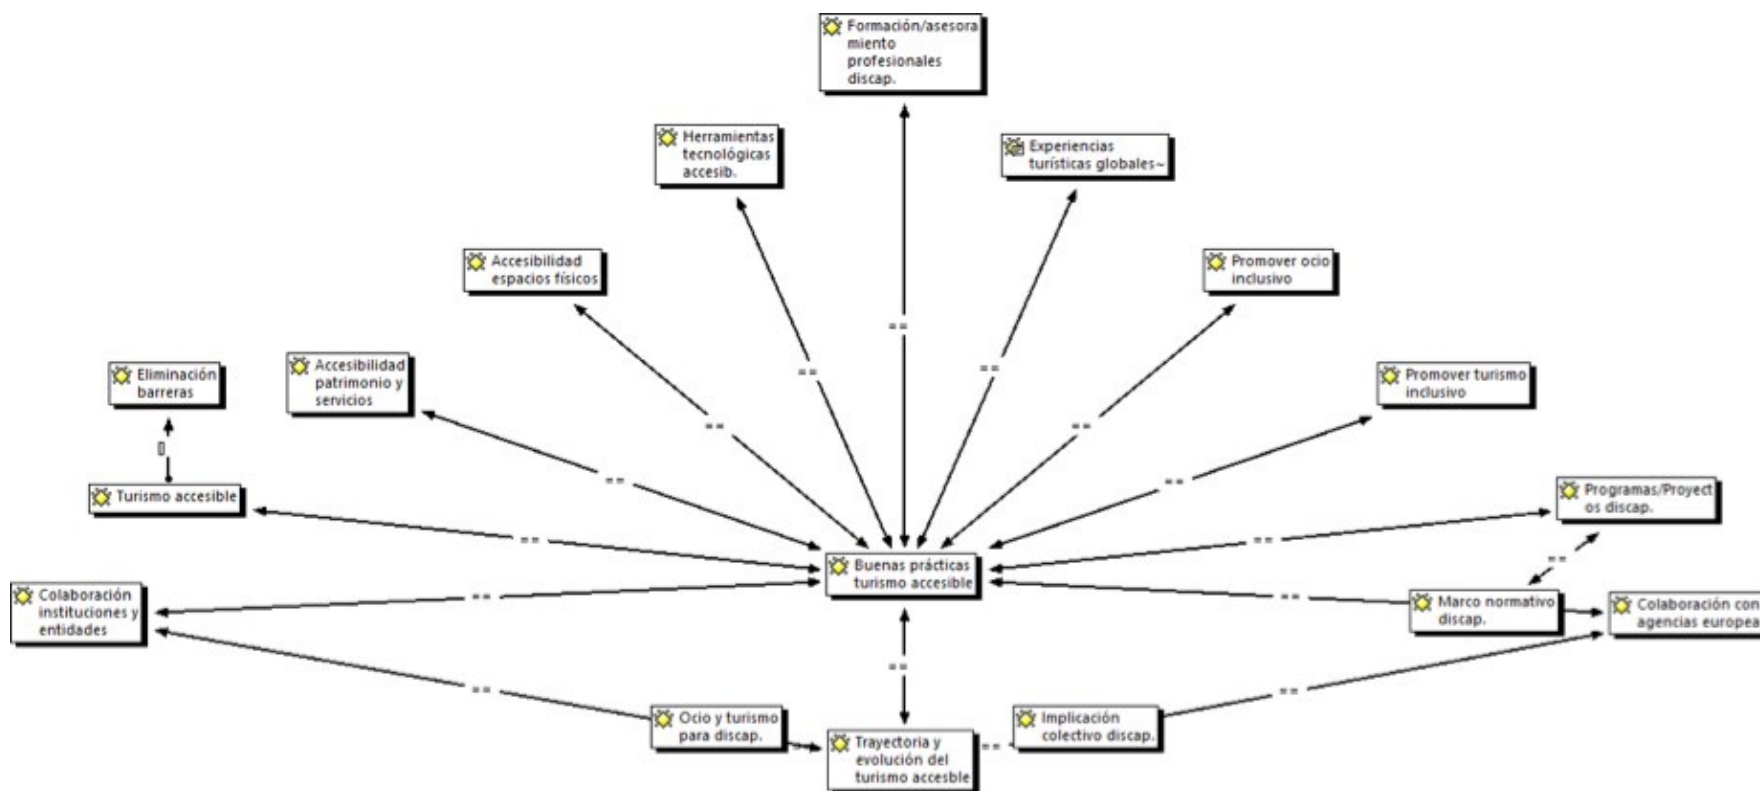 Formación/asesora
miento
profesionales
discap.
Herramientas
tecnológicas
accesib.
Experiencias
turísticas globales~
Accesibilidad
espacios físicos
Promover ocio
inclusivo
Eliminación
barreras
Accesibilidad
patrimonio y
servicios
Promover turismo
inclusivo
Turismo accesible
Programas/Proyect
os discap.
Buenas prácticas
turismo accesible
Colaboración
instituciones y
entidades
Marco normativo
discap.
Colaboración con
agencias europea
Ocio y turismo
para discap.
Trayectoria y
evolución del
turismo accesble
Implicación
colectivo discap.